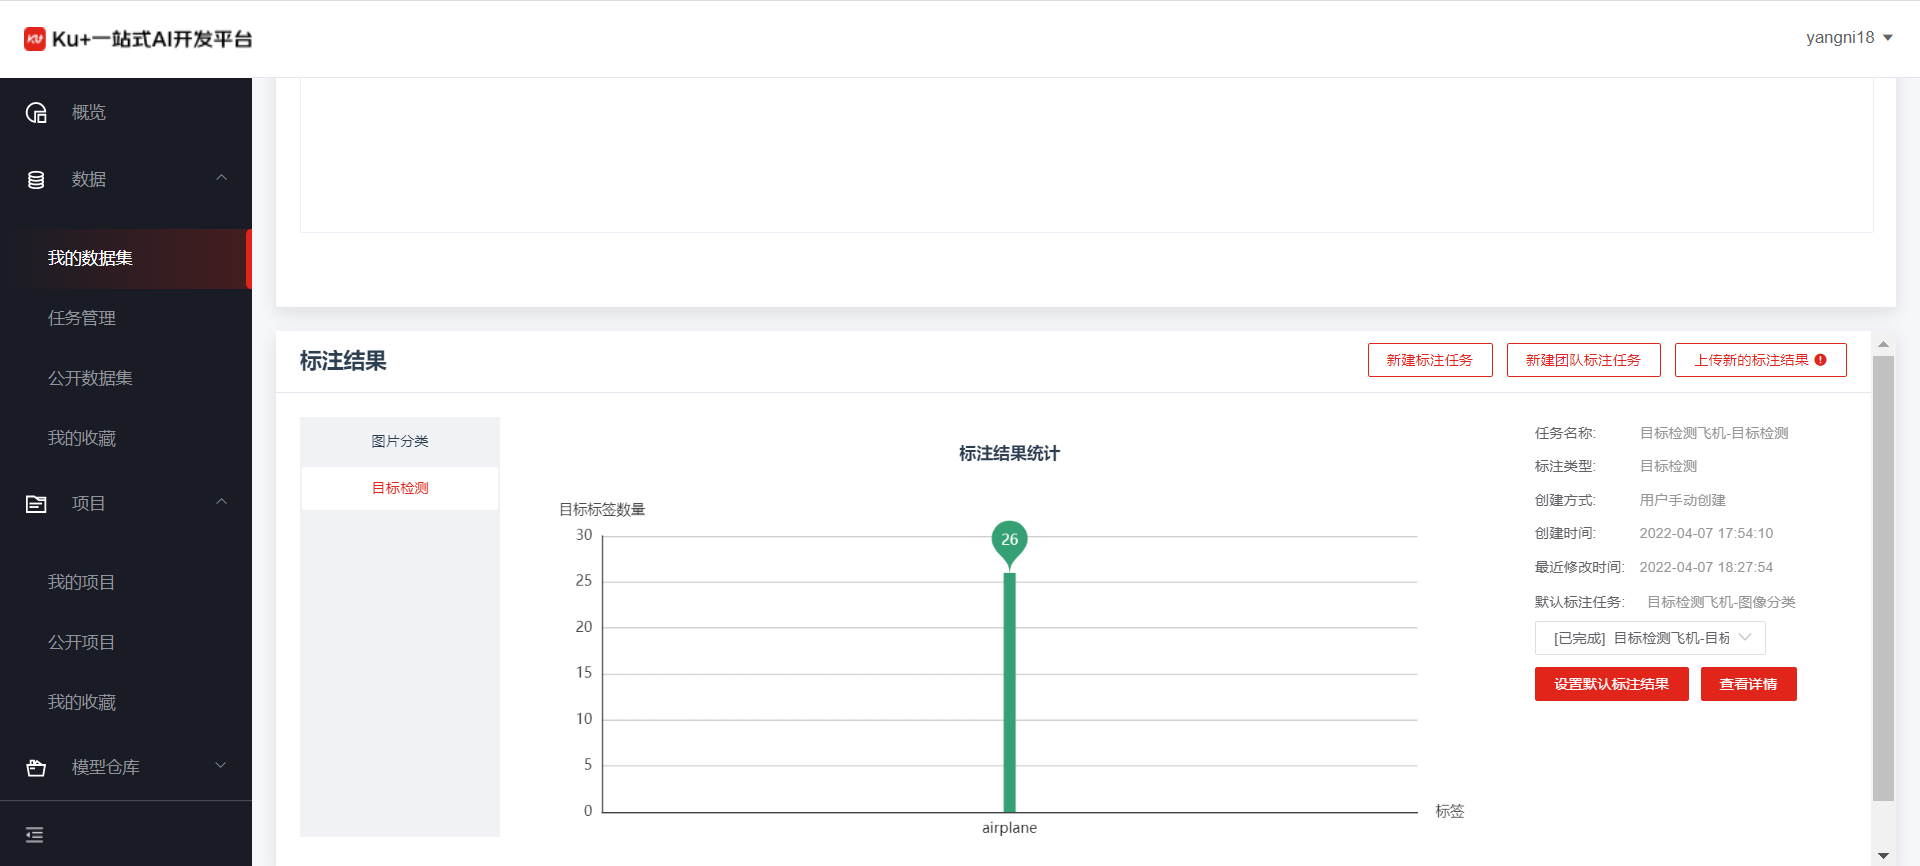 Ku+一站式AI开发平台
yangni18
概览
数据
我的数据集
任务管理
公开数据集
我的收藏
项目
我的项目
公开项目
我的收藏
模型仓库
标注结果
新建标注任务
新建团队标注任务
上传新的标注结果
图片分类
目标检测
标注结果统计
目标标签数量
30
25
20
15
10
5
0
26
airplane
标签
任务名称: 目标检测飞机-目标检测
标注类型: 目标检测
创建方式: 用户手动创建
创建时间: 2022-04-07 17:54:10
最近修改时间: 2022-04-07 18:27:54
默认标注任务: 目标检测飞机-图像分类
[已完成] 目标检测飞机-目标
设置默认标注结果
查看详情